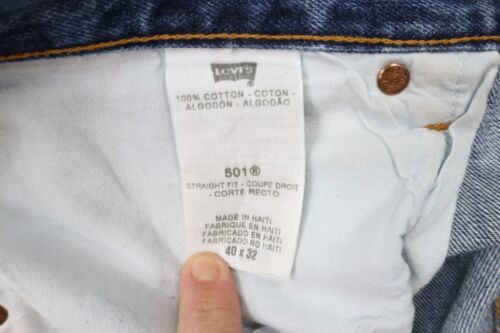 Levi's
®
100% COTTON - COTON -
ALGODÓN - ALGODÃO
501®
STRAIGHT FIT - COUPE DROIT
- CORTE RECTO
MADE IN HAITI
FABRIQUE EN HAITI
FABRICADO EN HAITI
FABRICADO NO HAITI
40 X 32